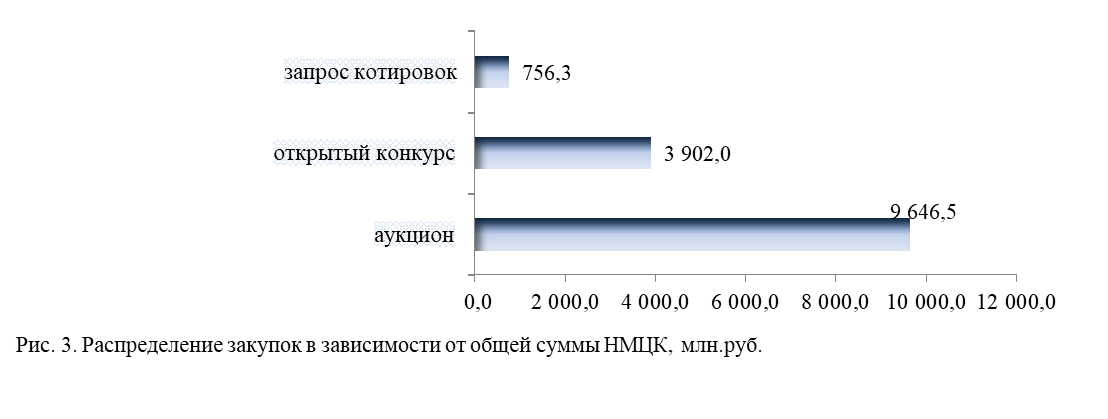 запрос котировок 756,3
открытый конкурс 3 902,0
9 646,5
аукцион
0,0 2 000,0 4 000,0 6 000,0 8 000,0 10 000,0 12 000,0
Рис. 3. Распределение закупок в зависимости от общей суммы НМЦК, млн.руб.